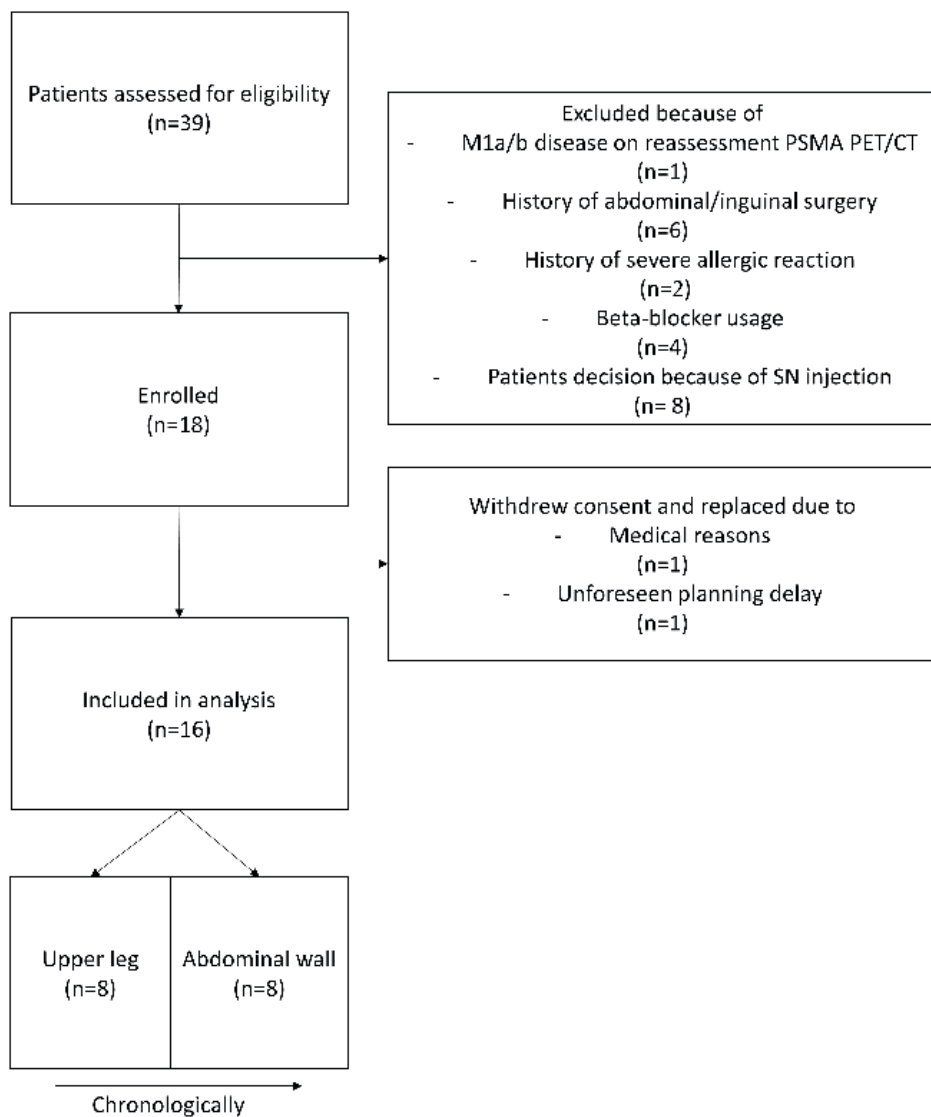 Patients assessed for eligibility
(n=39)
Excluded because of
- M1a/b disease on reassessment PSMA PET/CT
(n=1)
- History of abdominal/inguinal surgery
(n=6)
- History of severe allergic reaction
(n=2)
- Beta-blocker usage
(n=4)
- Patients decision because of SN injection
(n= 8)
Enrolled
(n=18)
Withdrew consent and replaced due to
- Medical reasons
(n=1)
- Unforeseen planning delay
(n=1)
Included in analysis
(n=16)
Upper leg
(n=8)
Abdominal wall
(n=8)
Chronologically